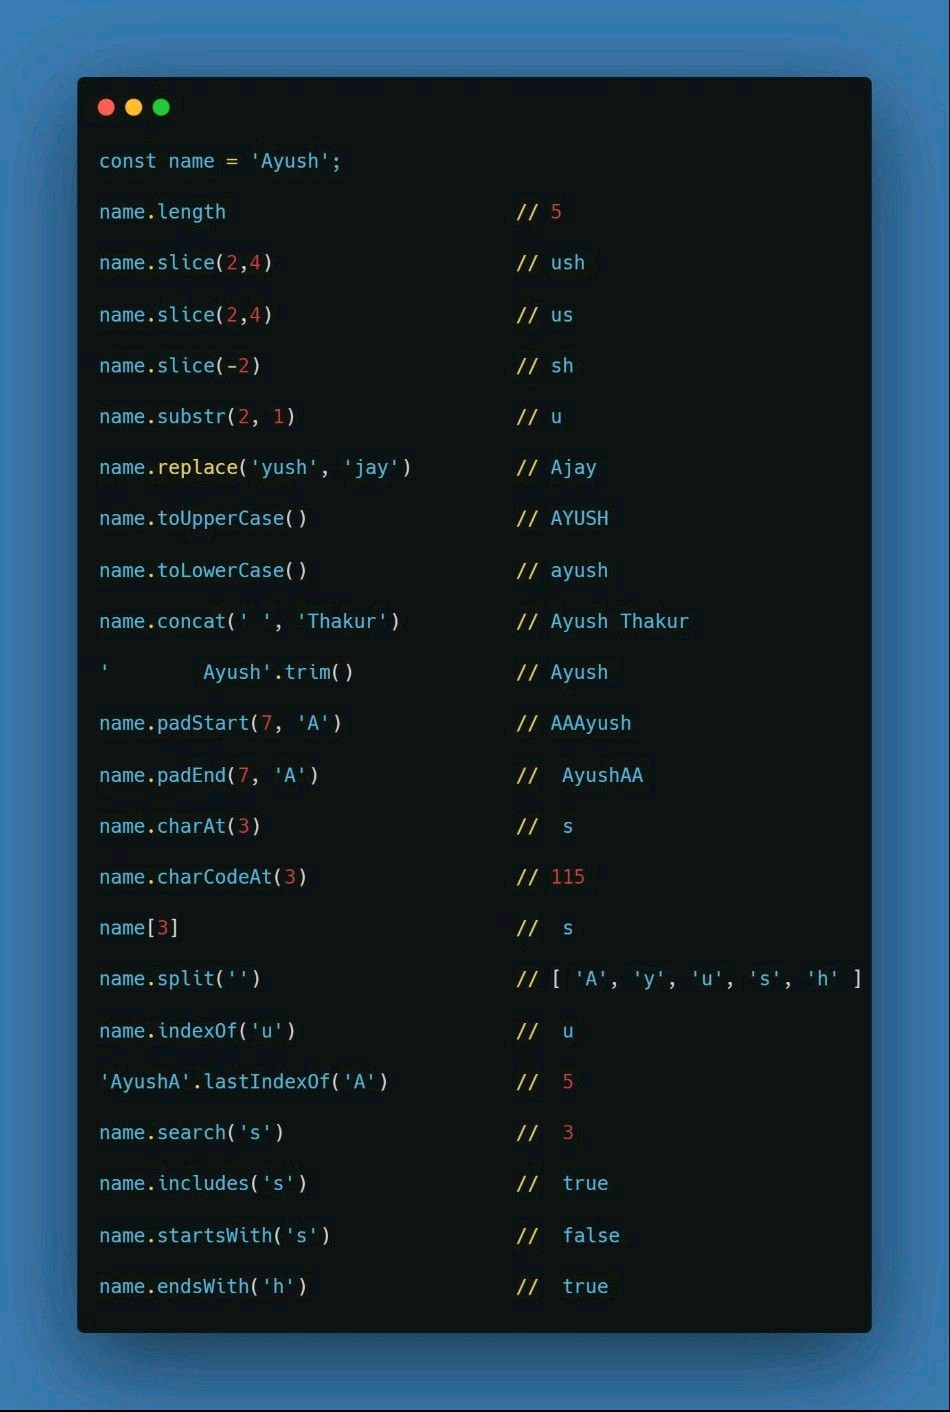 const name = 'Ayush';
name.length // 5
name.slice(2,4) // ush
name.slice(2,4) // us
name.slice(-2) // sh
name.substr(2, 1) // u
name.replace('yush', 'jay') // Ajay
name.toUpperCase() // AYUSH
name.toLowerCase() // ayush
name.concat(' ', 'Thakur') // Ayush Thakur
'        Ayush'.trim() // Ayush
name.padStart(7, 'A') // AAAyush
name.padEnd(7, 'A') //  AyushAA
name.charAt(3) //  s
name.charCodeAt(3) // 115
name[3] //  s
name.split('') // [ 'A', 'y', 'u', 's', 'h' ]
name.indexOf('u') //  u
'AyushA'.lastIndexOf('A') //  5
name.search('s') //  3
name.includes('s') //  true
name.startsWith('s') //  false
name.endsWith('h') //  true